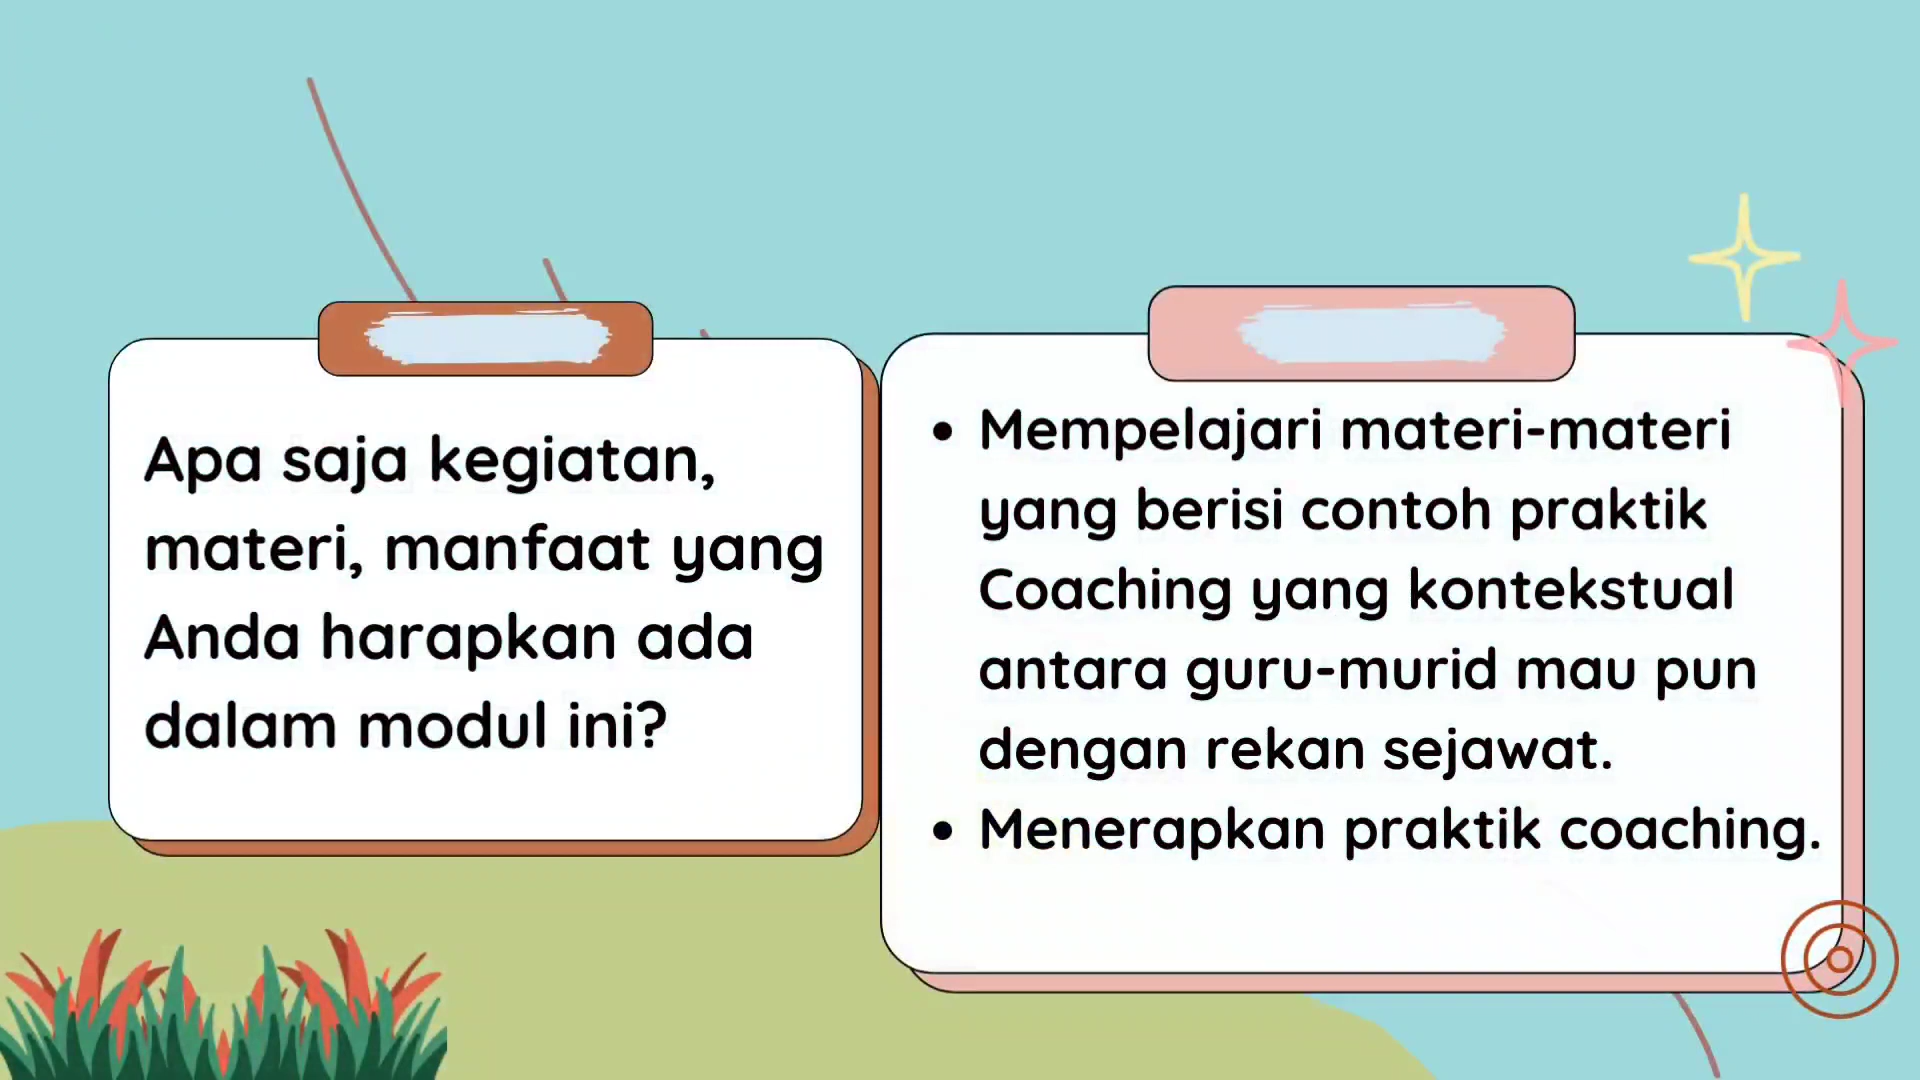 Apa saja kegiatan,
materi, manfaat yang
Anda harapkan ada
dalam modul ini?
• Mempelajari materi-materi
yang berisi contoh praktik
Coaching yang kontekstual
antara guru-murid mau pun
dengan rekan sejawat.
• Menerapkan praktik coaching.